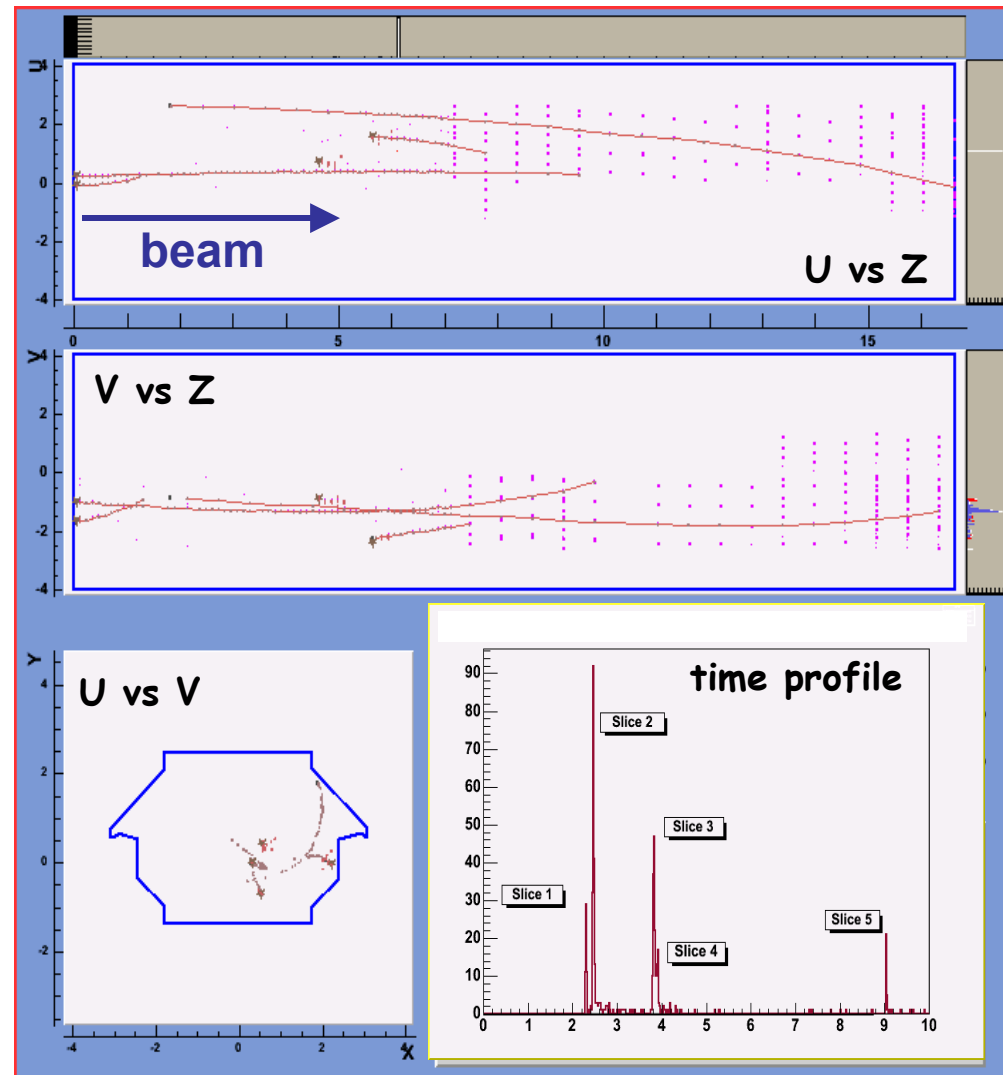 U
4
2
0
-2
-4
beam
U vs Z
0 5 10 15
V
4
2
0
-2
-4
V vs Z
Y
4
2
0
-2
U vs V
-4 -2 0 2 4
X
time profile
90
80
70
60
50
40
30
20
10
0
Slice 2
Slice 3
Slice 1
Slice 5
Slice 4
0 1 2 3 4 5 6 7 8 9 10